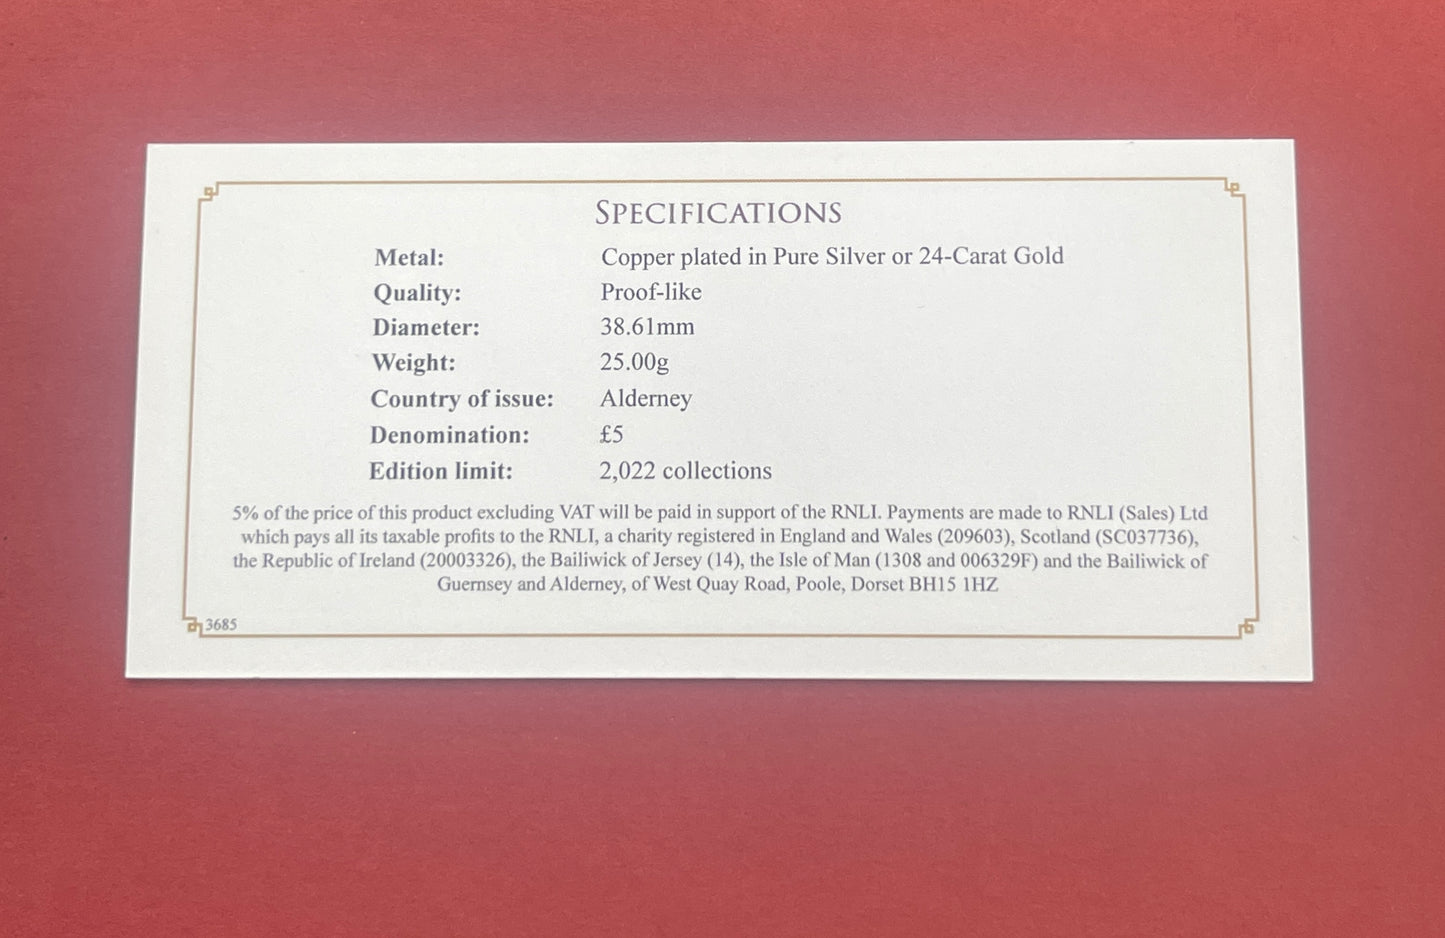 SPECIFICATIONS
Metal: Copper plated in Pure Silver or 24-Carat Gold
Quality: Proof-like
Diameter: 38.61mm
Weight: 25.00g
Country of issue: Alderney
Denomination: £5
Edition limit: 2,022 collections
5% of the price of this product excluding VAT will be paid in support of the RNLI. Payments are made to RNLI (Sales) Ltd
which pays all its taxable profits to the RNLI, a charity registered in England and Wales (209603), Scotland (SC037736),
the Republic of Ireland (20003326), the Bailiwick of Jersey (14), the Isle of Man (1308 and 006329F) and the Bailiwick of
Guernsey and Alderney, of West Quay Road, Poole, Dorset BH15 1HZ
3685